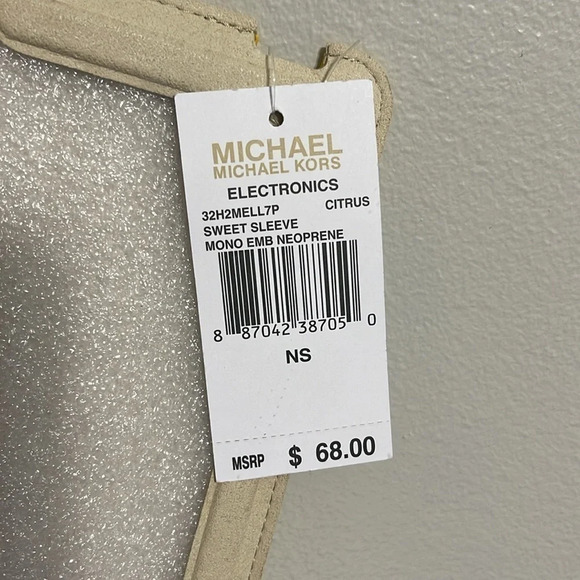 MICHAEL
MICHAEL KORS
ELECTRONICS
32H2MELL7P CITRUS
SWEET SLEEVE
MONO EMB NEOPRENE
8 87042 38705 0
NS
MSRP $ 68.00